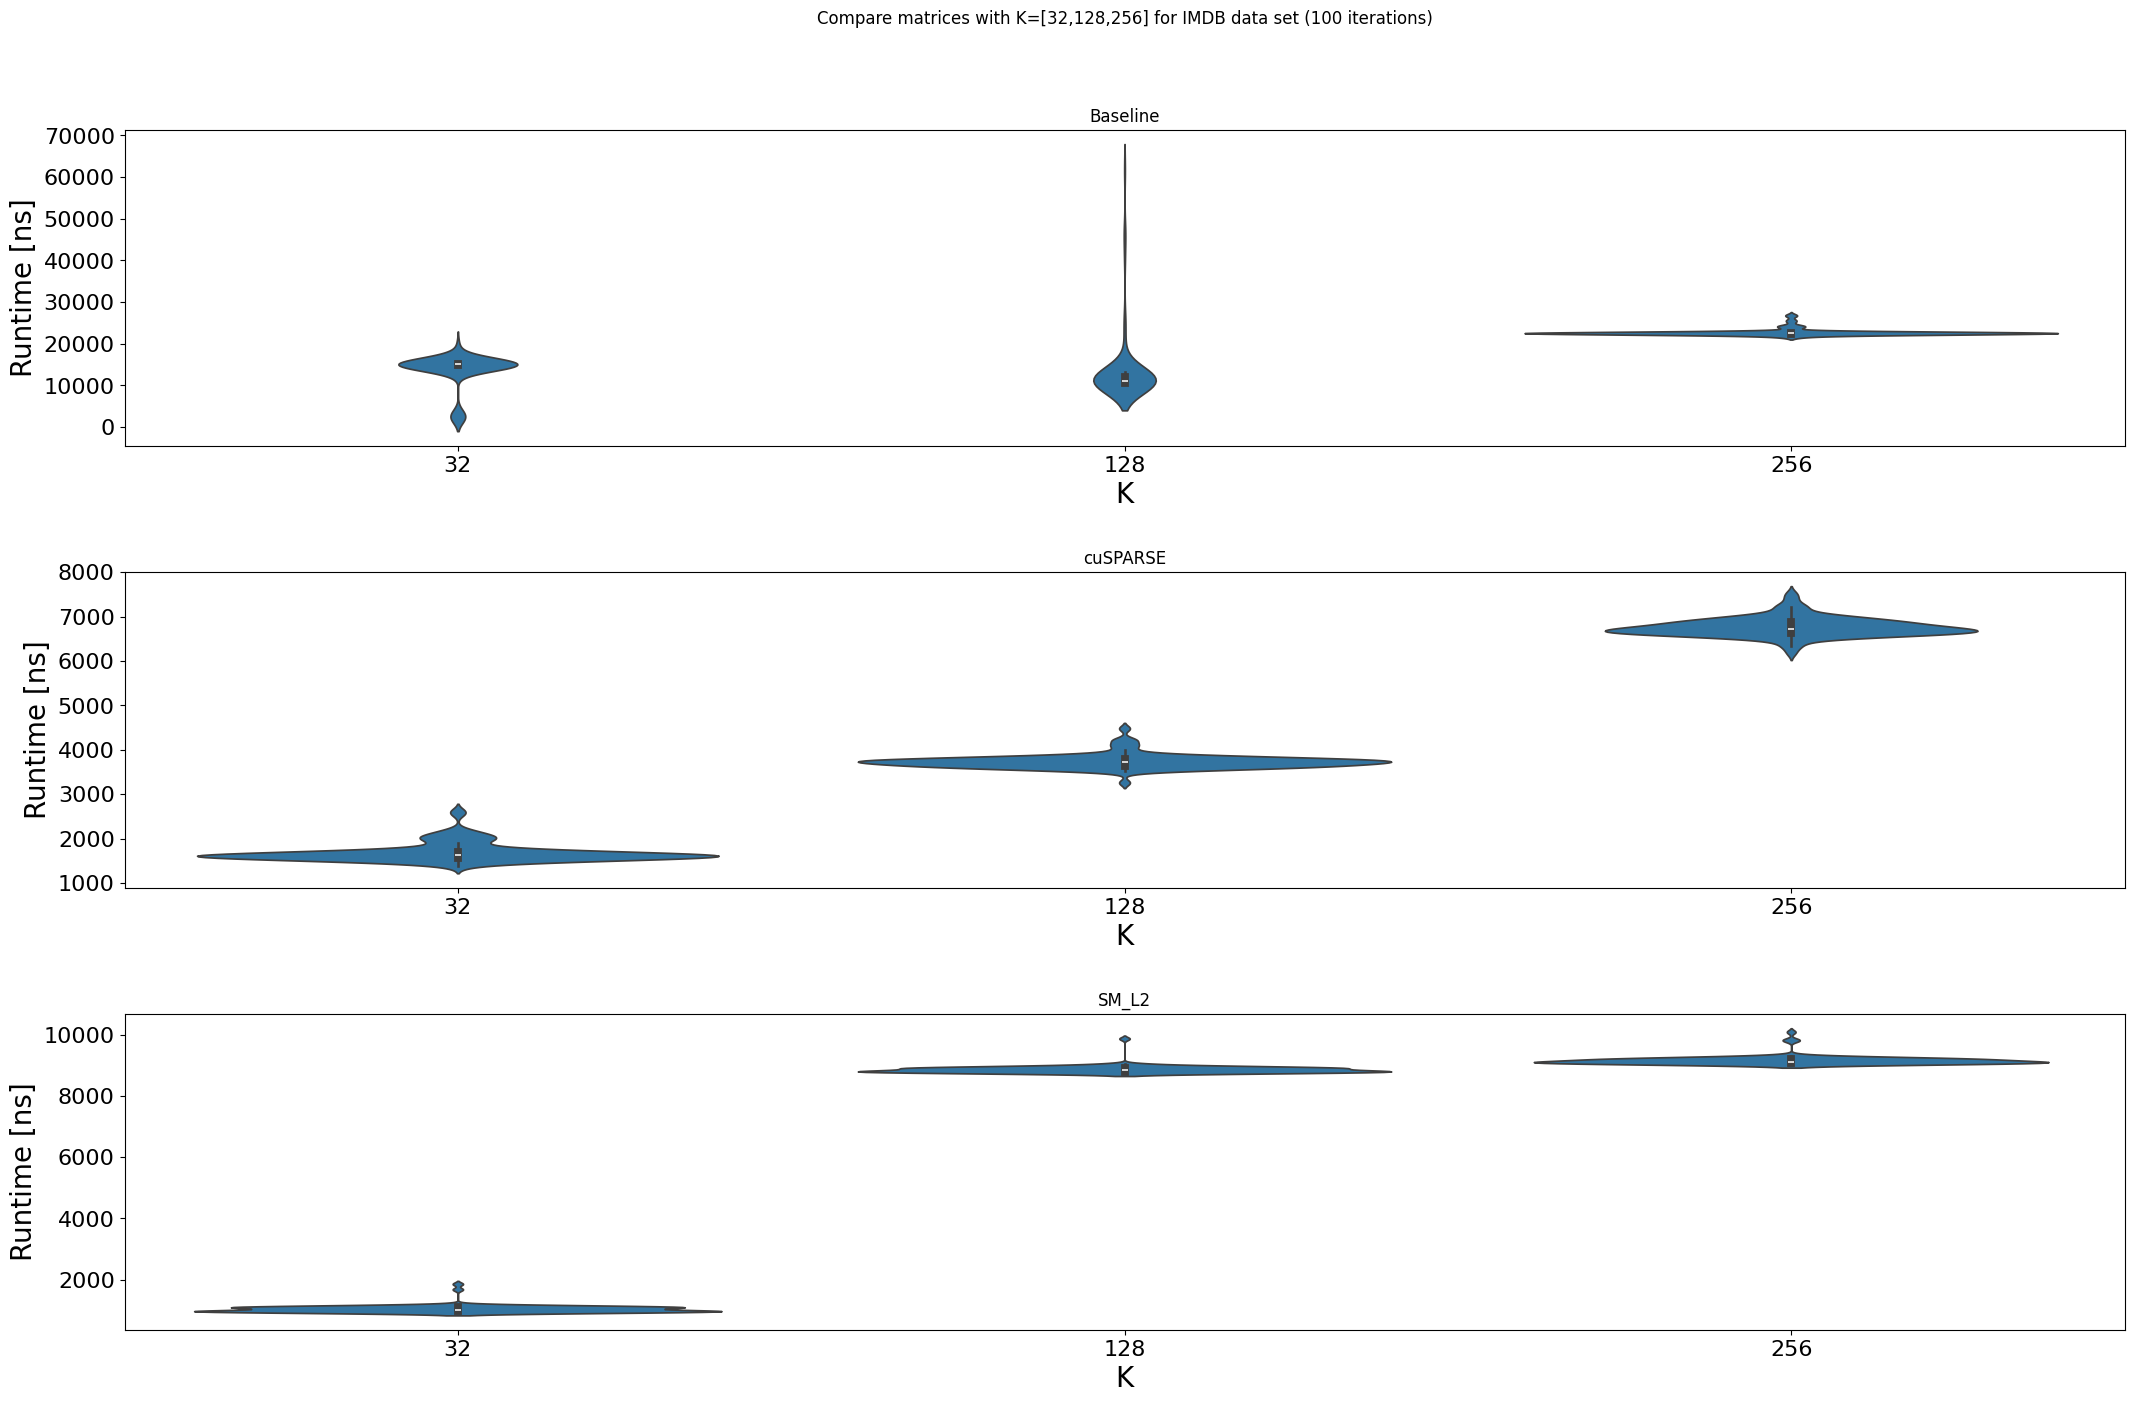 Compare matrices with K=[32,128,256] for IMDB data set (100 iterations)
Baseline
Runtime [ns]
70000
60000
50000
40000
30000
20000
10000
0
32 128 256
K
cuSPARSE
Runtime [ns]
8000
7000
6000
5000
4000
3000
2000
1000
32 128 256
K
SM_L2
Runtime [ns]
10000
8000
6000
4000
2000
32 128 256
K